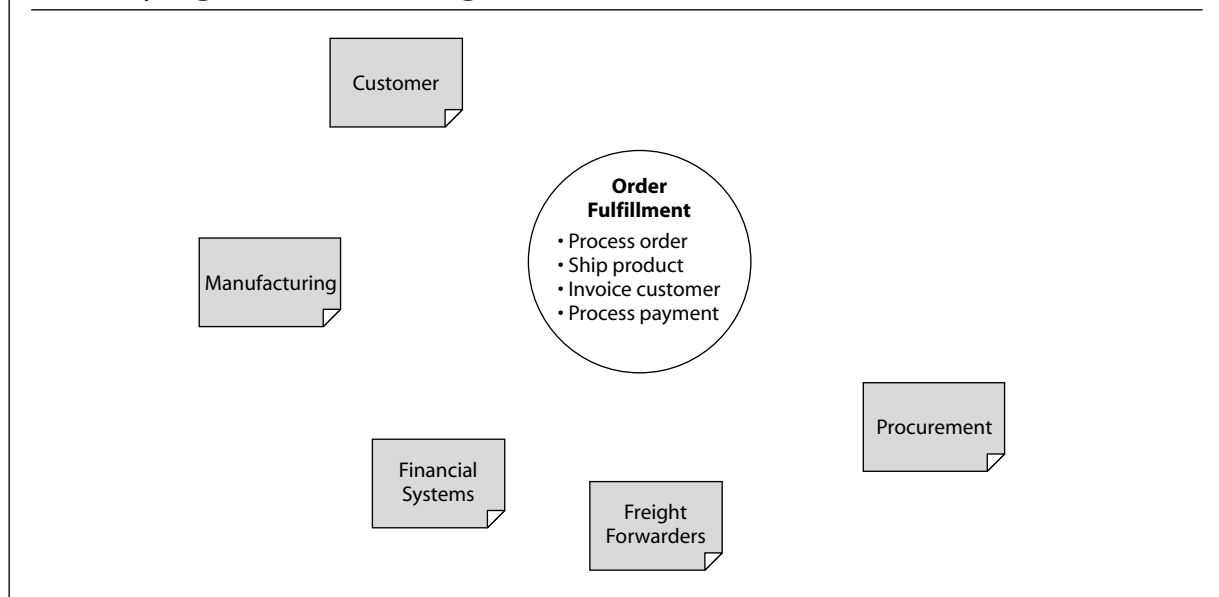 Customer
Order
Fulfillment
• Process order
• Ship product
• Invoice customer
• Process payment
Manufacturing
Procurement
Financial
Systems
Freight
Forwarders